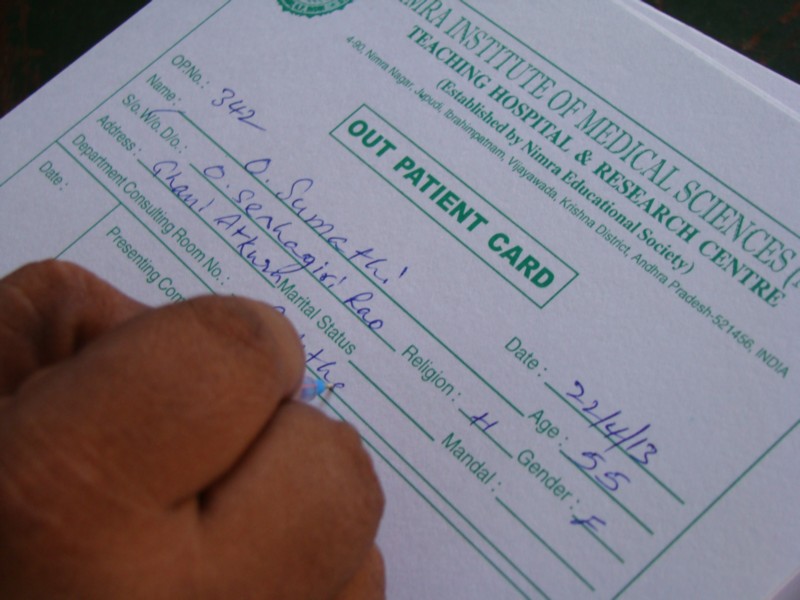 NIMRA INSTITUTE OF MEDICAL SCIENCES
TEACHING HOSPITAL & RESEARCH CENTRE
(Established by Nimra Educational Society)
4-90, Nimra Nagar, Jupudi, Ibrahimpatnam, Vijayawada, Krishna District, Andhra Pradesh-521456, INDIA
OUT PATIENT CARD
OP.No.: 342 Date: 22/4/13
Name: O. Sumathi Age: 55
S/o.W/o.D/o.: O. Seshagiri Rao Religion: H Gender: F
Address: Marital Status Mandal:
Department Consulting Room No.:
Date: Presenting Com